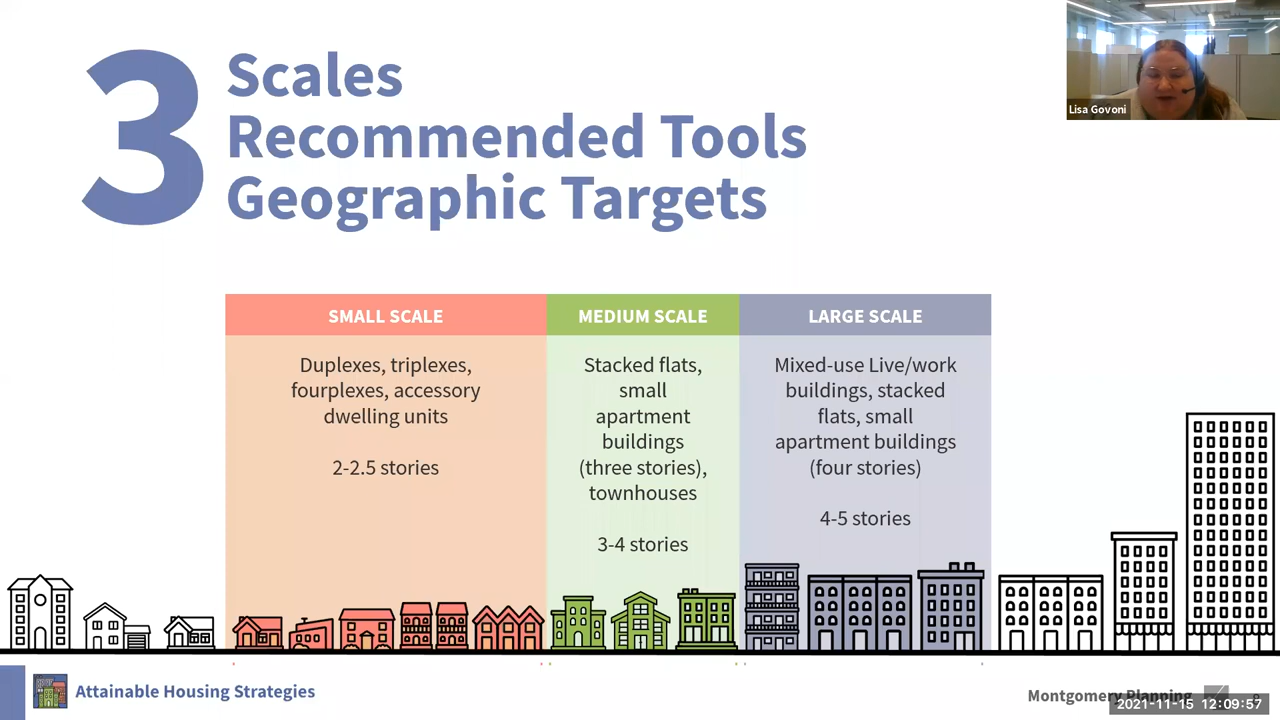 3
Scales
Recommended Tools
Geographic Targets
Lisa Govoni
SMALL SCALE
Duplexes, triplexes,
fourplexes, accessory
dwelling units
2-2.5 stories
MEDIUM SCALE
Stacked flats,
small
apartment
buildings
(three stories),
townhouses
3-4 stories
LARGE SCALE
Mixed-use Live/work
buildings, stacked
flats, small
apartment buildings
(four stories)
4-5 stories
Attainable Housing Strategies
Montgomery Planning
2021-11-15 12:09:57